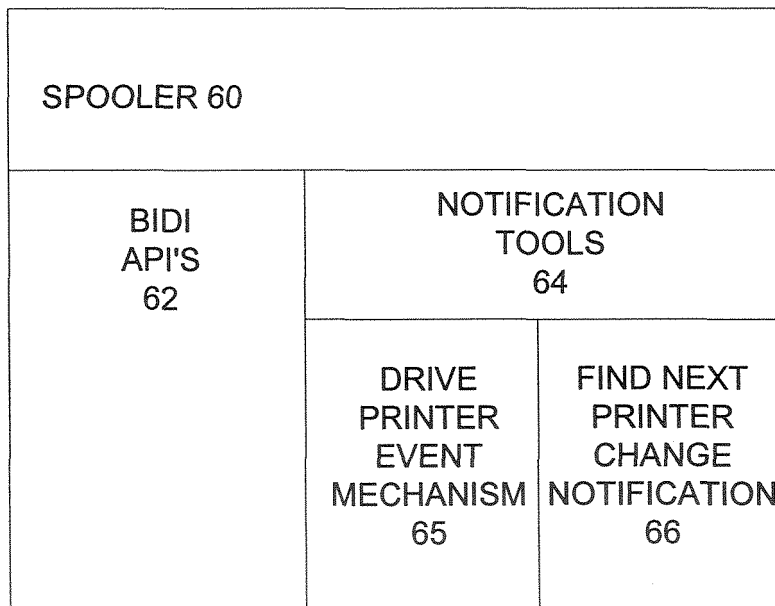 SPOOLER 60
BIDI
API'S
62
NOTIFICATION
TOOLS
64
DRIVE
PRINTER
EVENT
MECHANISM
65
FIND NEXT
PRINTER
CHANGE
NOTIFICATION
66